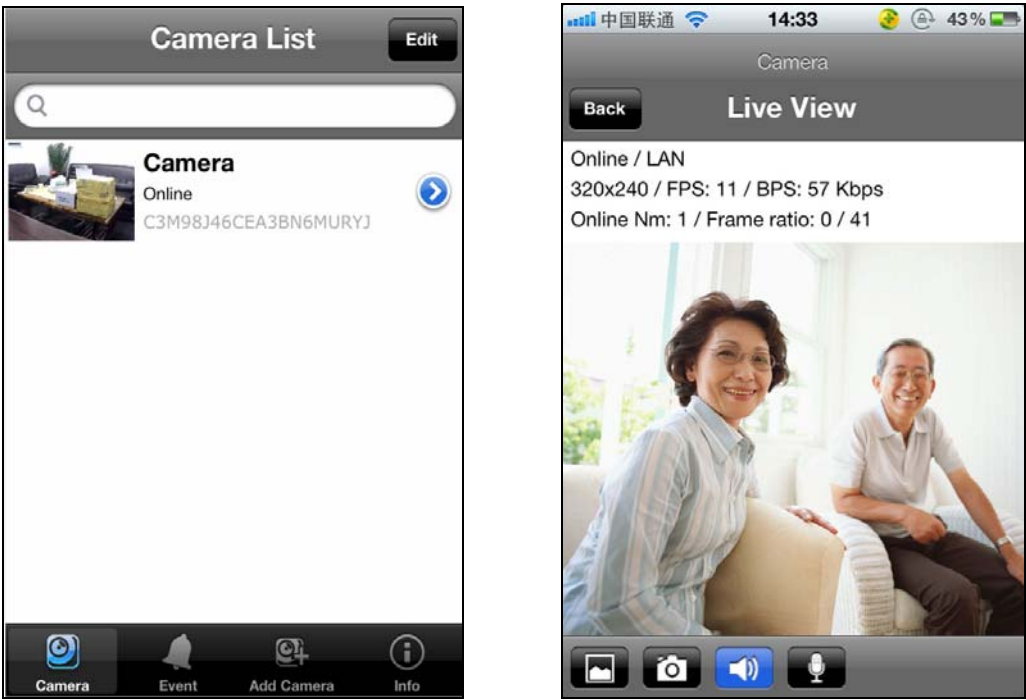 Camera List
Edit
Camera
Online
C3M98J46CEA3BN6MURYJ
Camera
Event
Add Camera
Info
中国联通
14:33
43%
Camera
Back
Live View
Online / LAN
320x240 / FPS: 11 / BPS: 57 Kbps
Online Nm: 1 / Frame ratio: 0 / 41